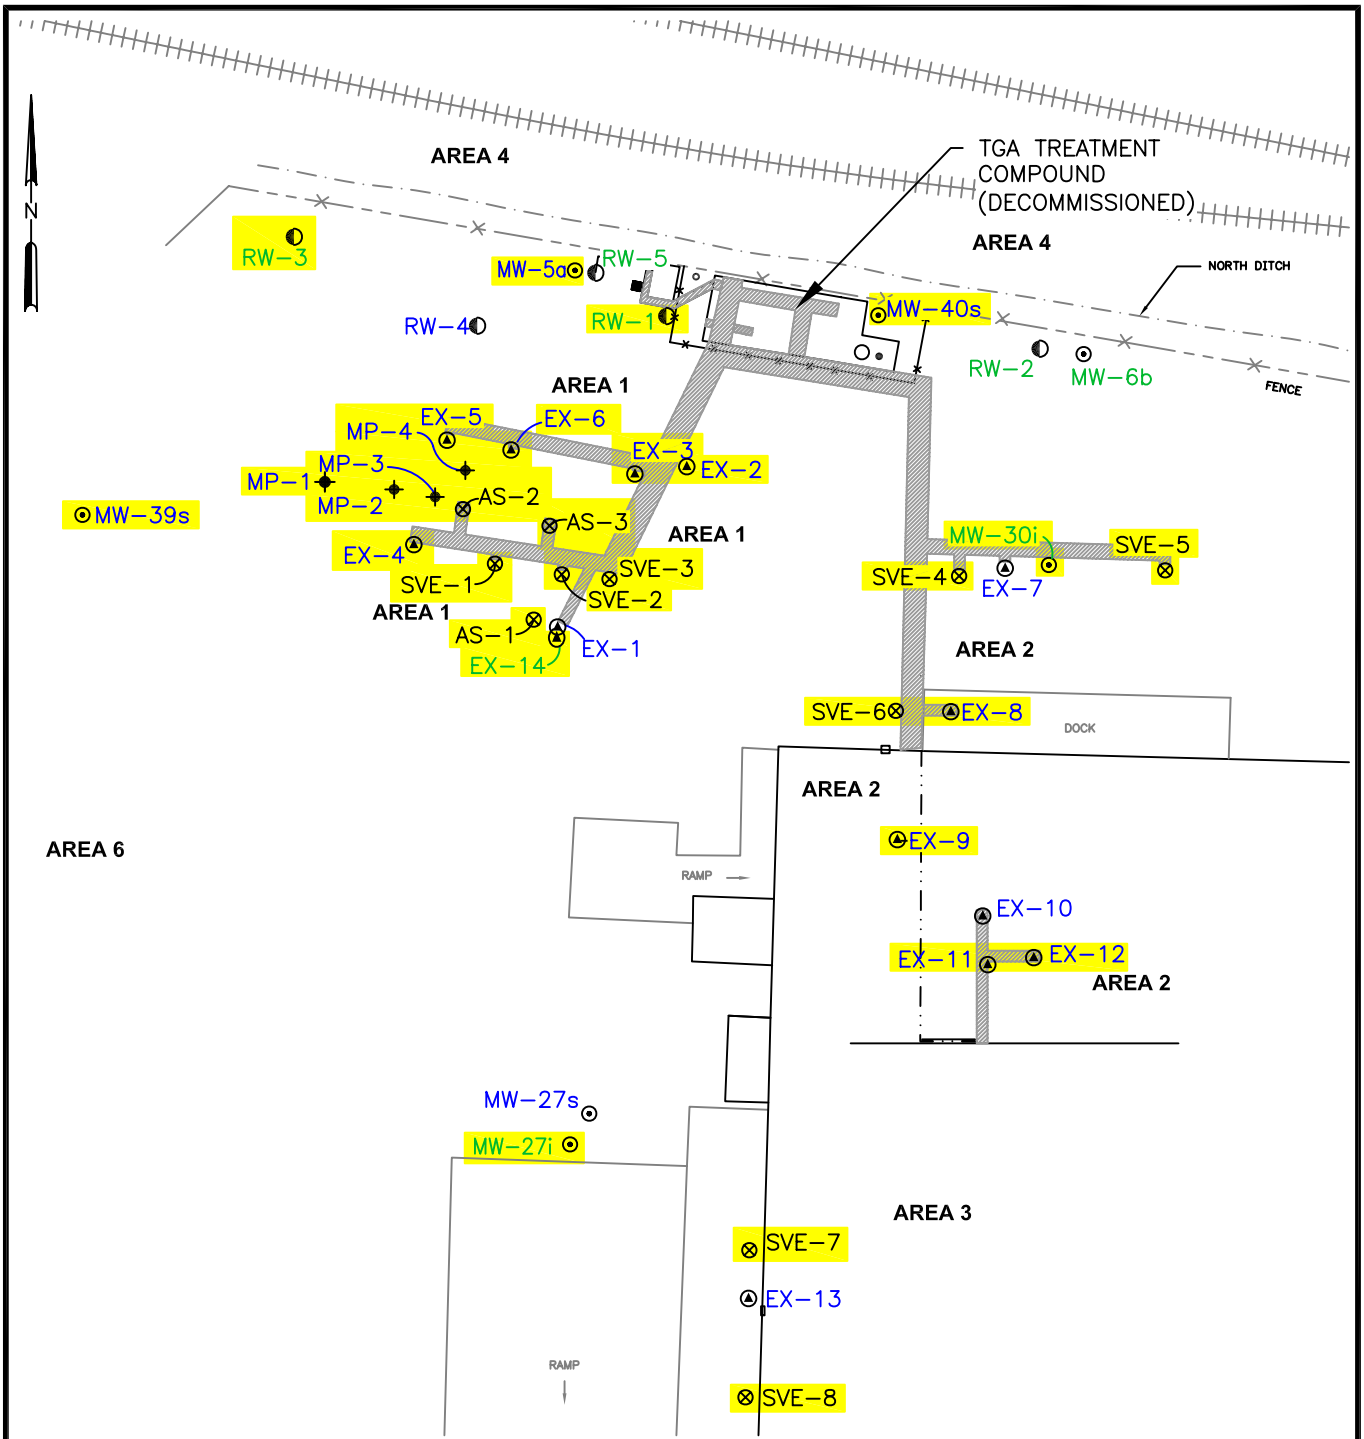 TGA TREATMENT
COMPOUND
(DECOMMISSIONED)
AREA 4
N
AREA 4
RW-3
MW-5a
RW-5
NORTH DITCH
RW-4
RW-1
MW-40s
RW-2
MW-6b
FENCE
AREA 1
EX-5
EX-6
MP-4
EX-3
EX-2
MP-3
MP-1
MP-2
AS-2
AS-3
MW-39s
EX-4
AREA 1
MW-30i
SVE-5
SVE-1
SVE-3
SVE-2
SVE-4
EX-7
AREA 1
AS-1
EX-1
EX-14
AREA 2
SVE-6
EX-8
DOCK
AREA 2
EX-9
AREA 6
RAMP
EX-10
EX-11
EX-12
AREA 2
MW-27s
MW-27i
AREA 3
SVE-7
EX-13
RAMP
SVE-8